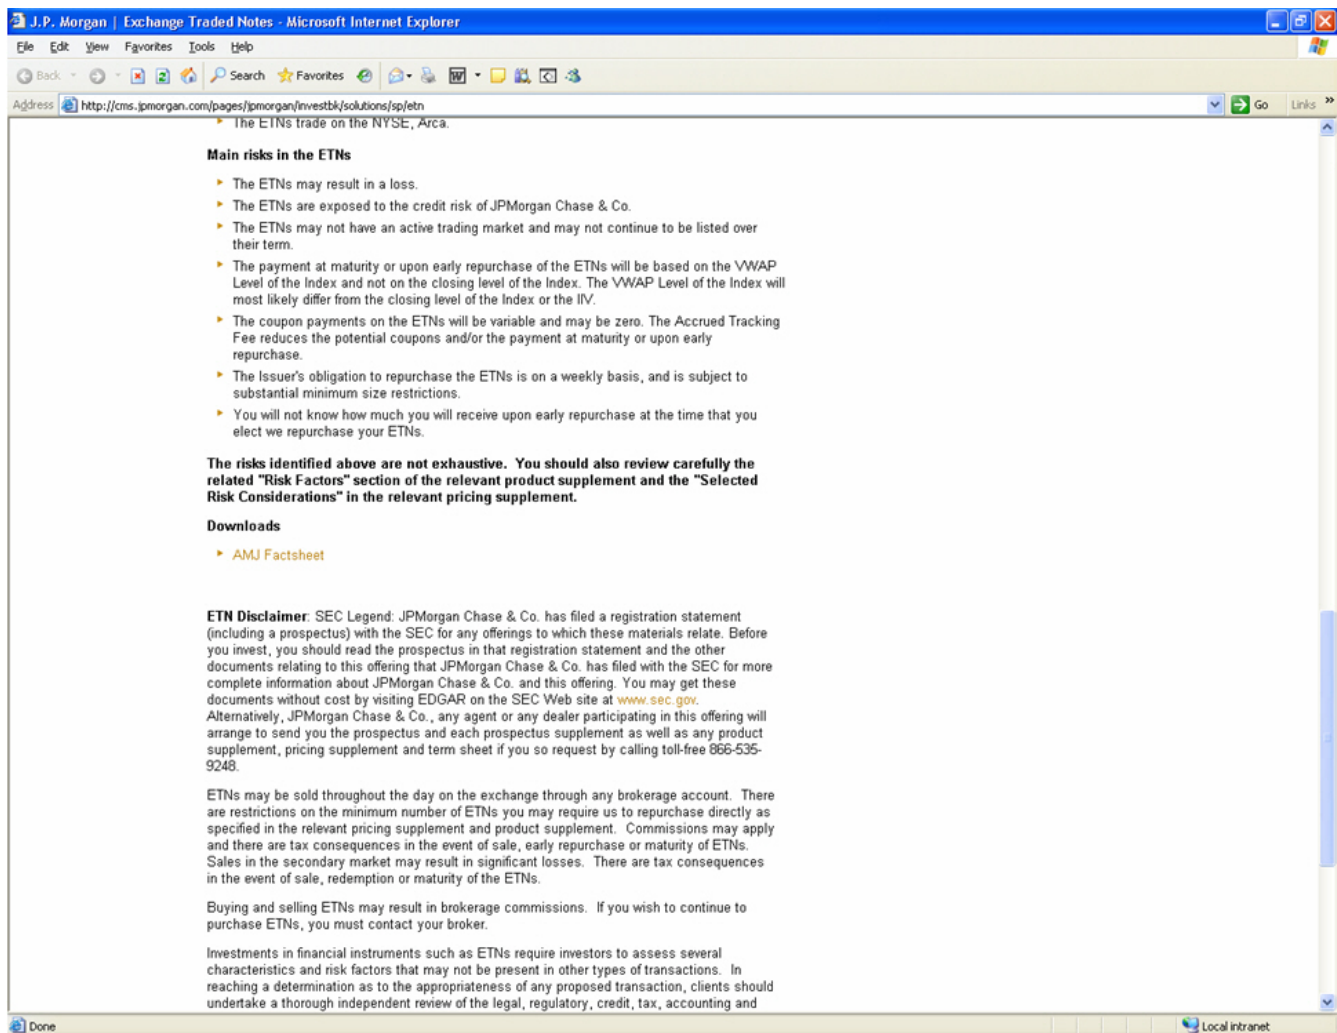 J.P. Morgan | Exchange Traded Notes - Microsoft Internet Explorer
File Edit View Favorites Tools Help
Back Search Favorites
Address http://cms.jpmorgan.com/pages/jpmorgan/investbk/solutions/sp/etn Go Links »
The ETNs trade on the NYSE, Arca.
Main risks in the ETNs
The ETNs may result in a loss.
The ETNs are exposed to the credit risk of JPMorgan Chase & Co.
The ETNs may not have an active trading market and may not continue to be listed over
their term.
The payment at maturity or upon early repurchase of the ETNs will be based on the VWAP
Level of the Index and not on the closing level of the Index. The VWAP Level of the Index will
most likely differ from the closing level of the Index or the IIV.
The coupon payments on the ETNs will be variable and may be zero. The Accrued Tracking
Fee reduces the potential coupons and/or the payment at maturity or upon early
repurchase.
The Issuer's obligation to repurchase the ETNs is on a weekly basis, and is subject to
substantial minimum size restrictions.
You will not know how much you will receive upon early repurchase at the time that you
elect we repurchase your ETNs.
The risks identified above are not exhaustive. You should also review carefully the
related "Risk Factors" section of the relevant product supplement and the "Selected
Risk Considerations" in the relevant pricing supplement.
Downloads
AMJ Factsheet
ETN Disclaimer: SEC Legend: JPMorgan Chase & Co. has filed a registration statement
(including a prospectus) with the SEC for any offerings to which these materials relate. Before
you invest, you should read the prospectus in that registration statement and the other
documents relating to this offering that JPMorgan Chase & Co. has filed with the SEC for more
complete information about JPMorgan Chase & Co. and this offering. You may get these
documents without cost by visiting EDGAR on the SEC Web site at www.sec.gov.
Alternatively, JPMorgan Chase & Co., any agent or any dealer participating in this offering will
arrange to send you the prospectus and each prospectus supplement as well as any product
supplement, pricing supplement and term sheet if you so request by calling toll-free 866-535-
9248.
ETNs may be sold throughout the day on the exchange through any brokerage account. There
are restrictions on the minimum number of ETNs you may require us to repurchase directly as
specified in the relevant pricing supplement and product supplement. Commissions may apply
and there are tax consequences in the event of sale, early repurchase or maturity of ETNs.
Sales in the secondary market may result in significant losses. There are tax consequences
in the event of sale, redemption or maturity of the ETNs.
Buying and selling ETNs may result in brokerage commissions. If you wish to continue to
purchase ETNs, you must contact your broker.
Investments in financial instruments such as ETNs require investors to assess several
characteristics and risk factors that may not be present in other types of transactions. In
reaching a determination as to the appropriateness of any proposed transaction, clients should
undertake a thorough independent review of the legal, regulatory, credit, tax, accounting and
Done Local intranet